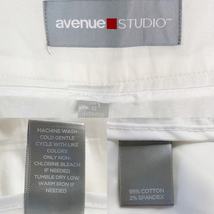 avenue STUDIO™
MACHINE WASH
COLD GENTLE
CYCLE WITH LIKE
COLORS
ONLY NON-
CHLORINE BLEACH
IF NEEDED
TUMBLE DRY LOW
WARM IRON IF
NEEDED
98% COTTON
2% SPANDEX